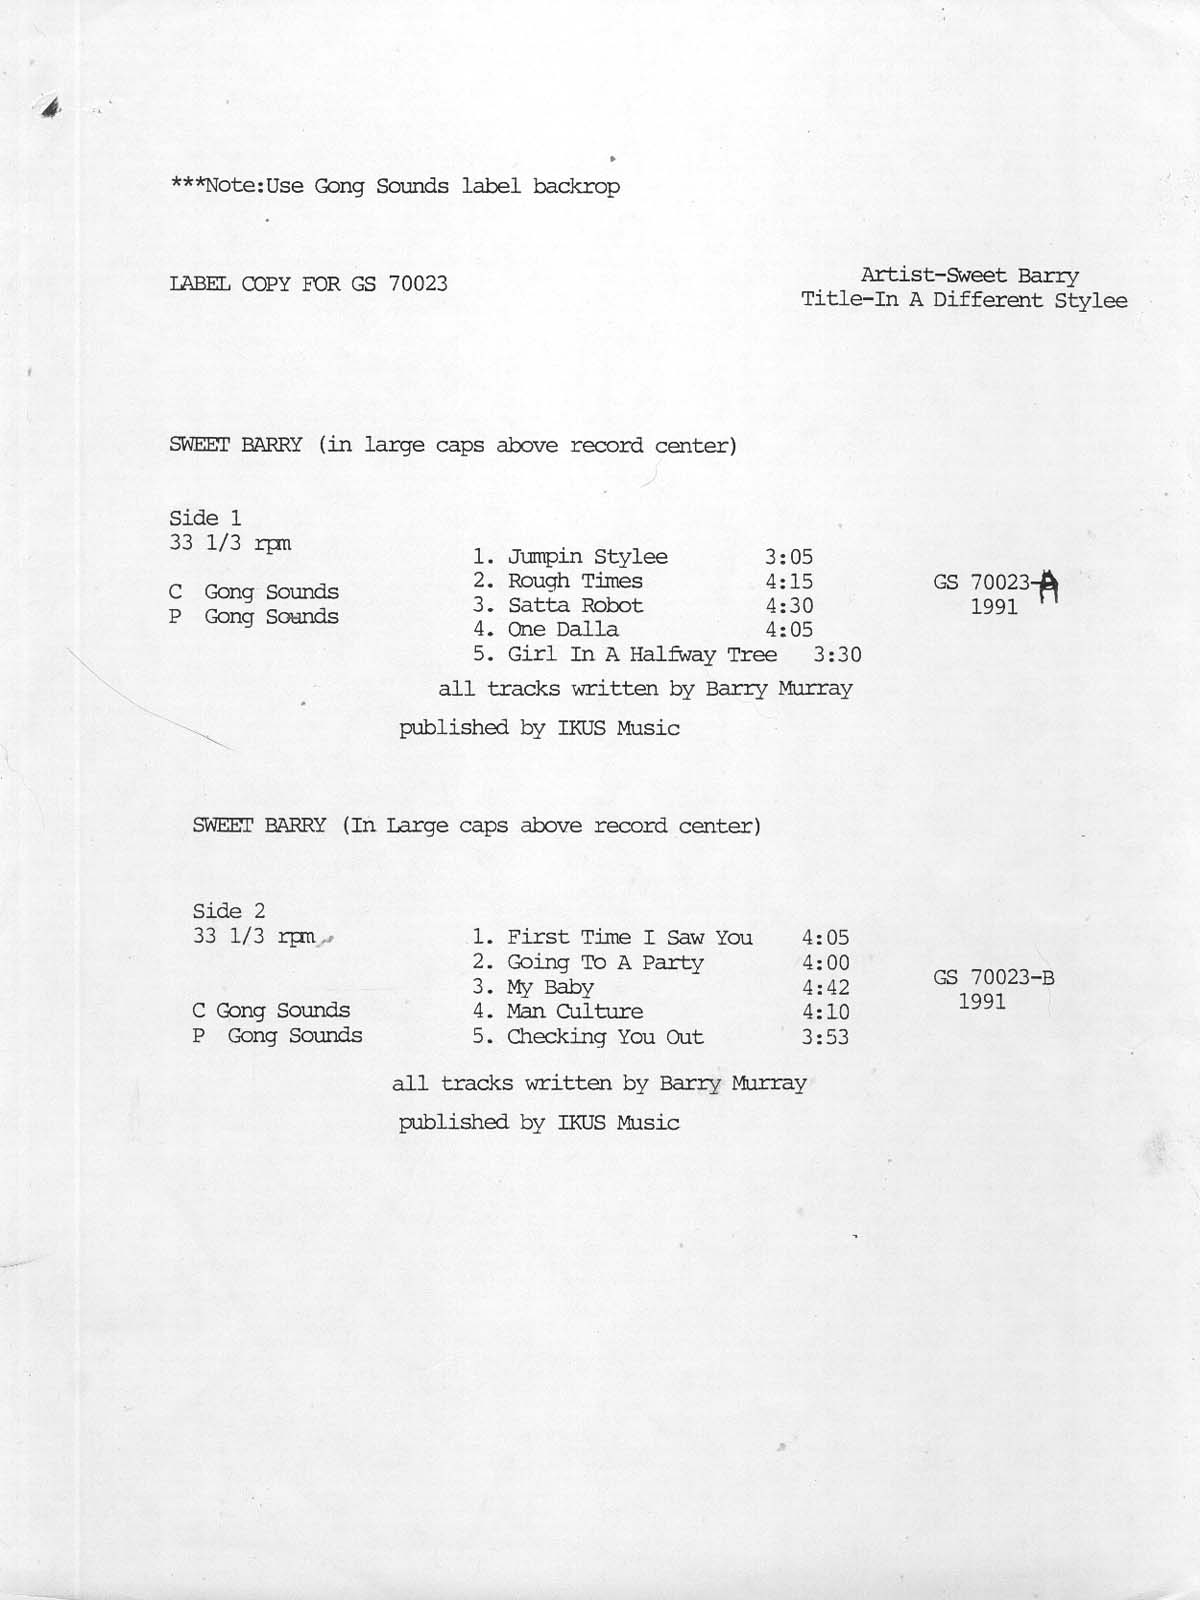 ***Note:Use Gong Sounds label backrop
LABEL COPY FOR GS 70023
Artist-Sweet Barry
Title-In A Different Stylee
SWEET BARRY (in large caps above record center)
Side 1
33 1/3 rpm
C Gong Sounds
P Gong Sounds
1. Jumpin Stylee 3:05
2. Rough Times 4:15
3. Satta Robot 4:30
4. One Dalla 4:05
5. Girl In A Halfway Tree 3:30
GS 70023-A
1991
all tracks written by Barry Murray
published by IKUS Music
SWEET BARRY (In Large caps above record center)
Side 2
33 1/3 rpm
C Gong Sounds
P Gong Sounds
1. First Time I Saw You 4:05
2. Going To A Party 4:00
3. My Baby 4:42
4. Man Culture 4:10
5. Checking You Out 3:53
GS 70023-B
1991
all tracks written by Barry Murray
published by IKUS Music